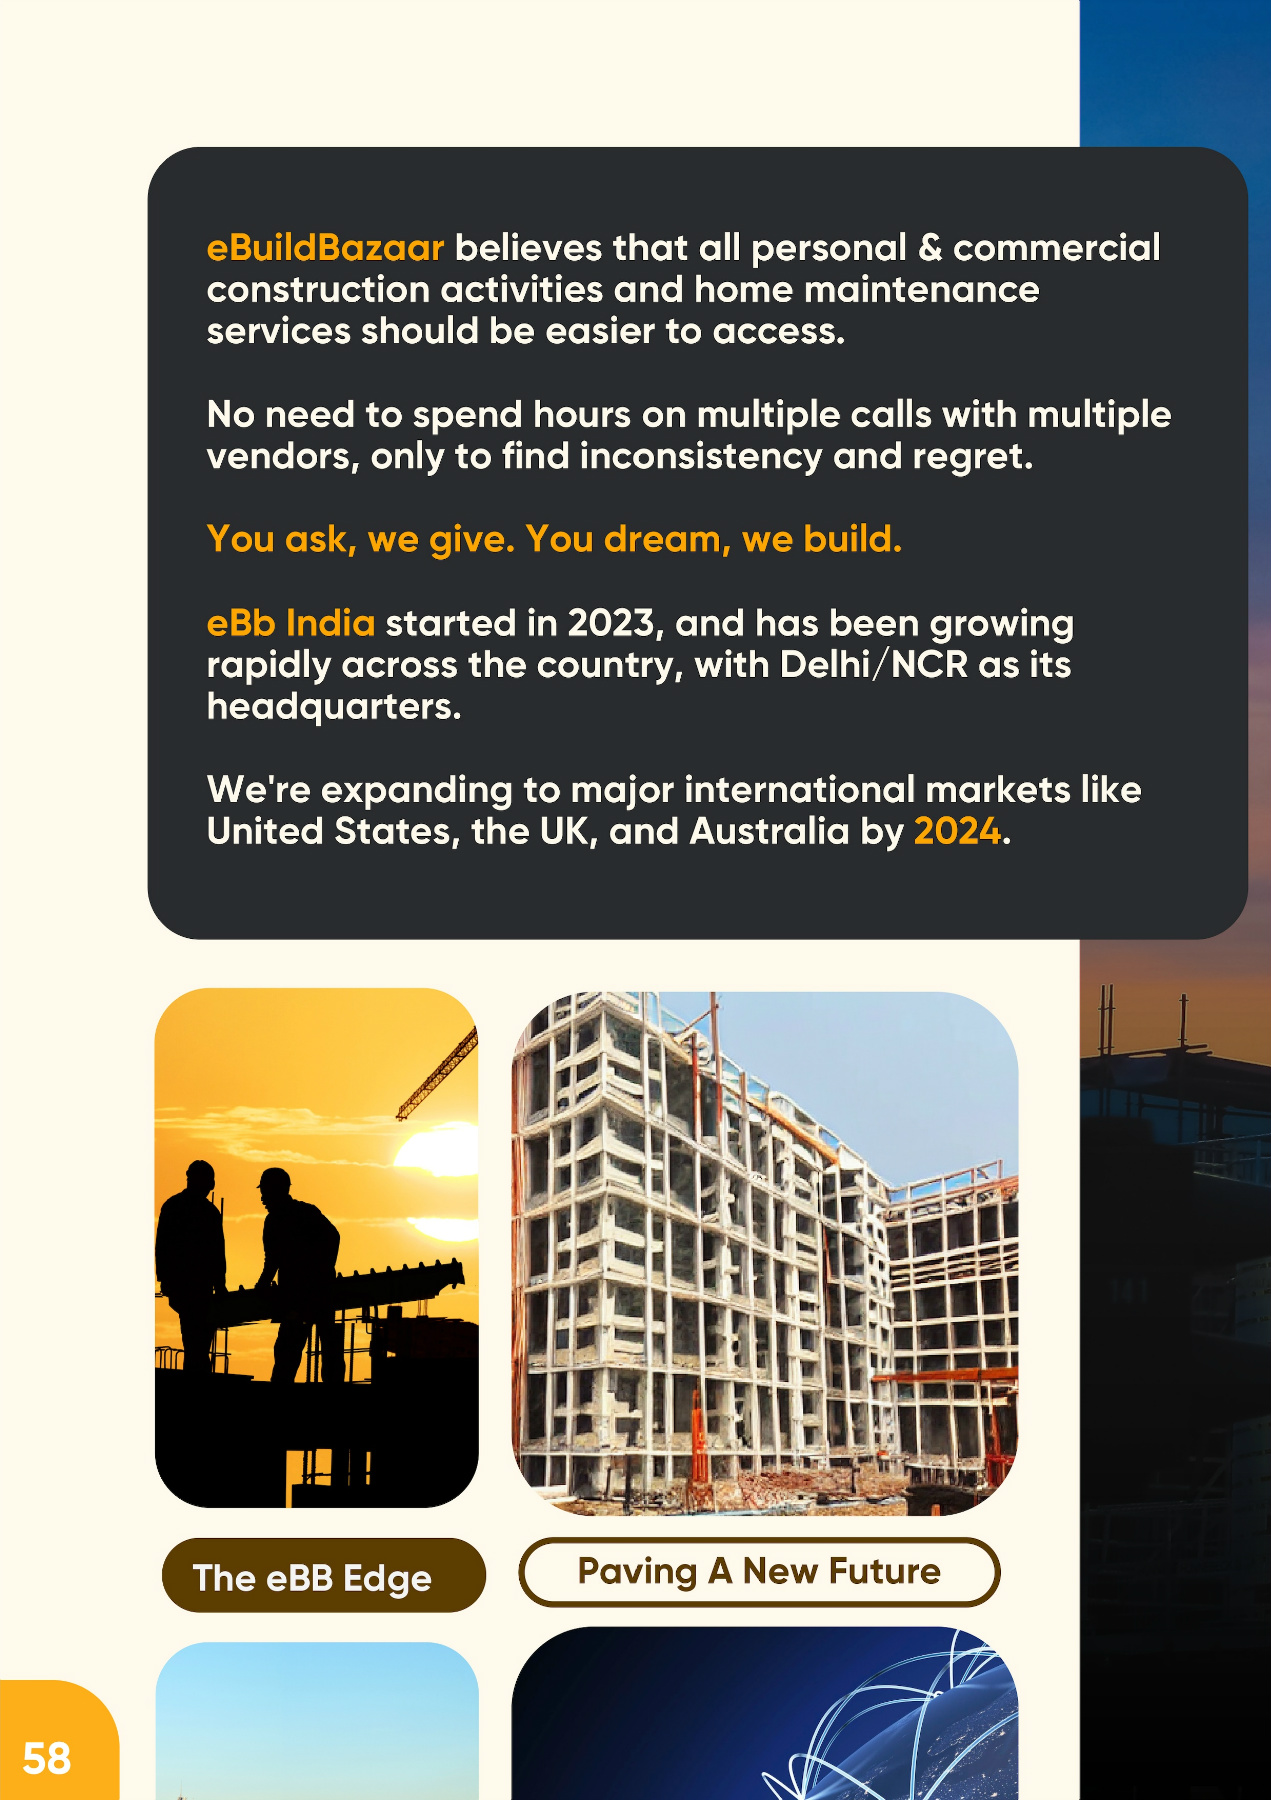 eBuildBazaar believes that all personal & commercial
construction activities and home maintenance
services should be easier to access.
No need to spend hours on multiple calls with multiple
vendors, only to find inconsistency and regret.
You ask, we give. You dream, we build.
eBb India started in 2023, and has been growing
rapidly across the country, with Delhi/NCR as its
headquarters.
We're expanding to major international markets like
United States, the UK, and Australia by 2024.
The eBB Edge
Paving A New Future
58